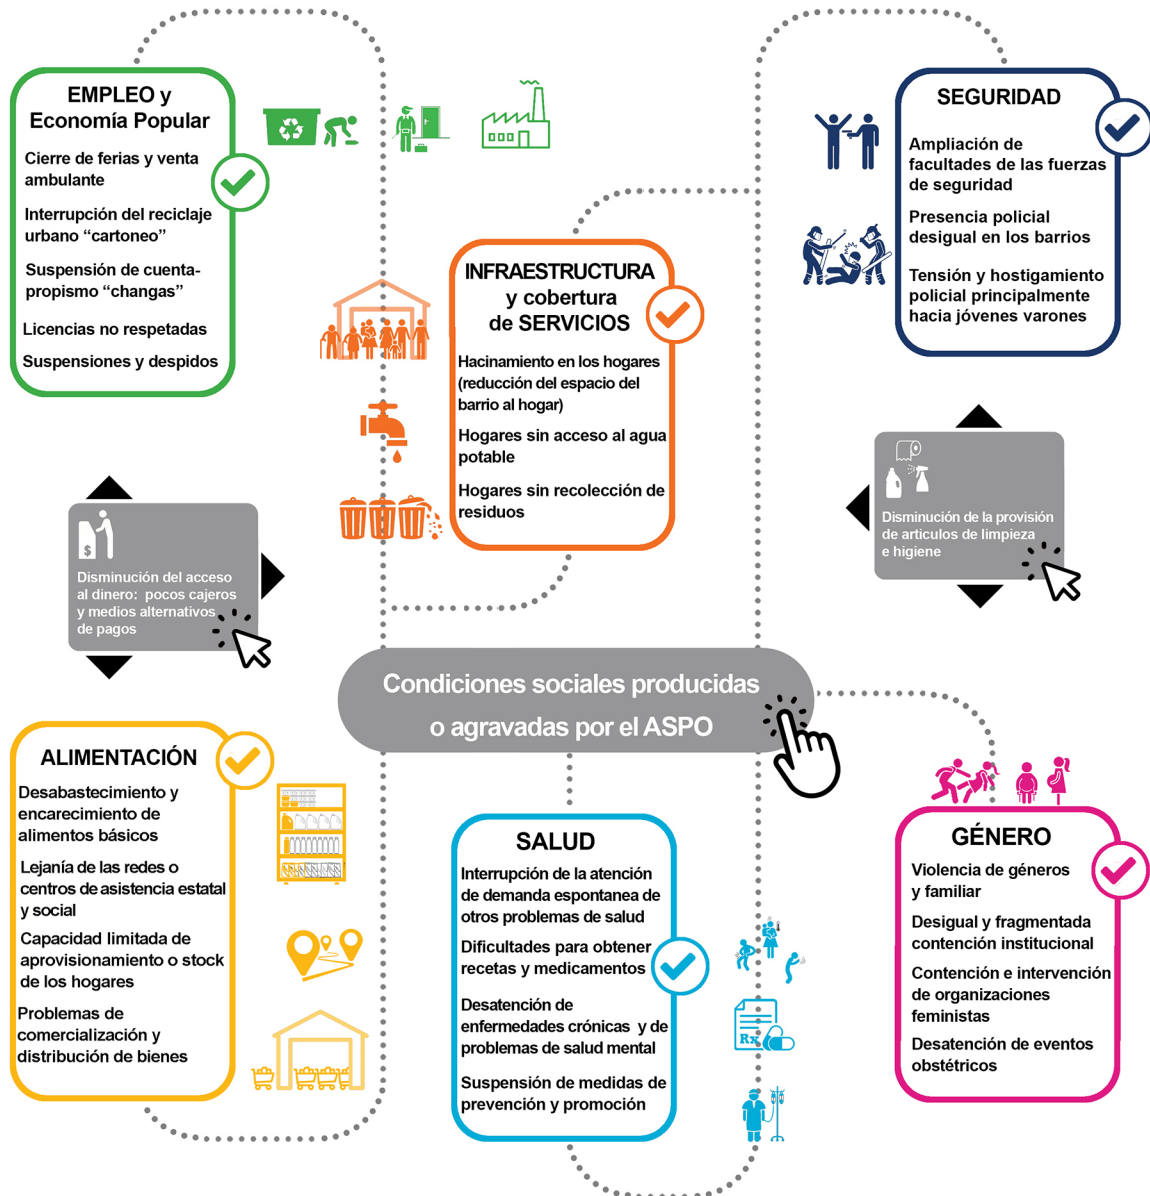 EMPLEO y
Economía Popular
Cierre de ferias y venta
ambulante
Interrupción del reciclaje
urbano “cartoneo”
Suspensión de cuenta-
propismo “changas”
Licencias no respetadas
Suspensiones y despidos
INFRAESTRUCTURA
y cobertura
de SERVICIOS
Hacinamiento en los hogares
(reducción del espacio del
barrio al hogar)
Hogares sin acceso al agua
potable
Hogares sin recolección de
residuos
SEGURIDAD
Ampliación de
facultades de las fuerzas
de seguridad
Presencia policial
desigual en los barrios
Tensión y hostigamiento
policial principalmente
hacia jóvenes varones
$
Disminución del acceso
al dinero: pocos cajeros
y medios alternativos
de pagos
Disminución de la provisión
de articulos de limpieza
e higiene
Condiciones sociales producidas
o agravadas por el ASPO
ALIMENTACIÓN
Desabastecimiento y
encarecimiento de
alimentos básicos
Lejanía de las redes o
centros de asistencia estatal
y social
Capacidad limitada de
aprovisionamiento o stock
de los hogares
Problemas de
comercialización y
distribución de bienes
SALUD
Interrupción de la atención
de demanda espontanea de
otros problemas de salud
Dificultades para obtener
recetas y medicamentos
Desatención de
enfermedades crónicas y de
problemas de salud mental
Suspensión de medidas de
prevención y promoción
Rx
GÉNERO
Violencia de géneros
y familiar
Desigual y fragmentada
contención institucional
Contención e intervención
de organizaciones
feministas
Desatención de eventos
obstétricos